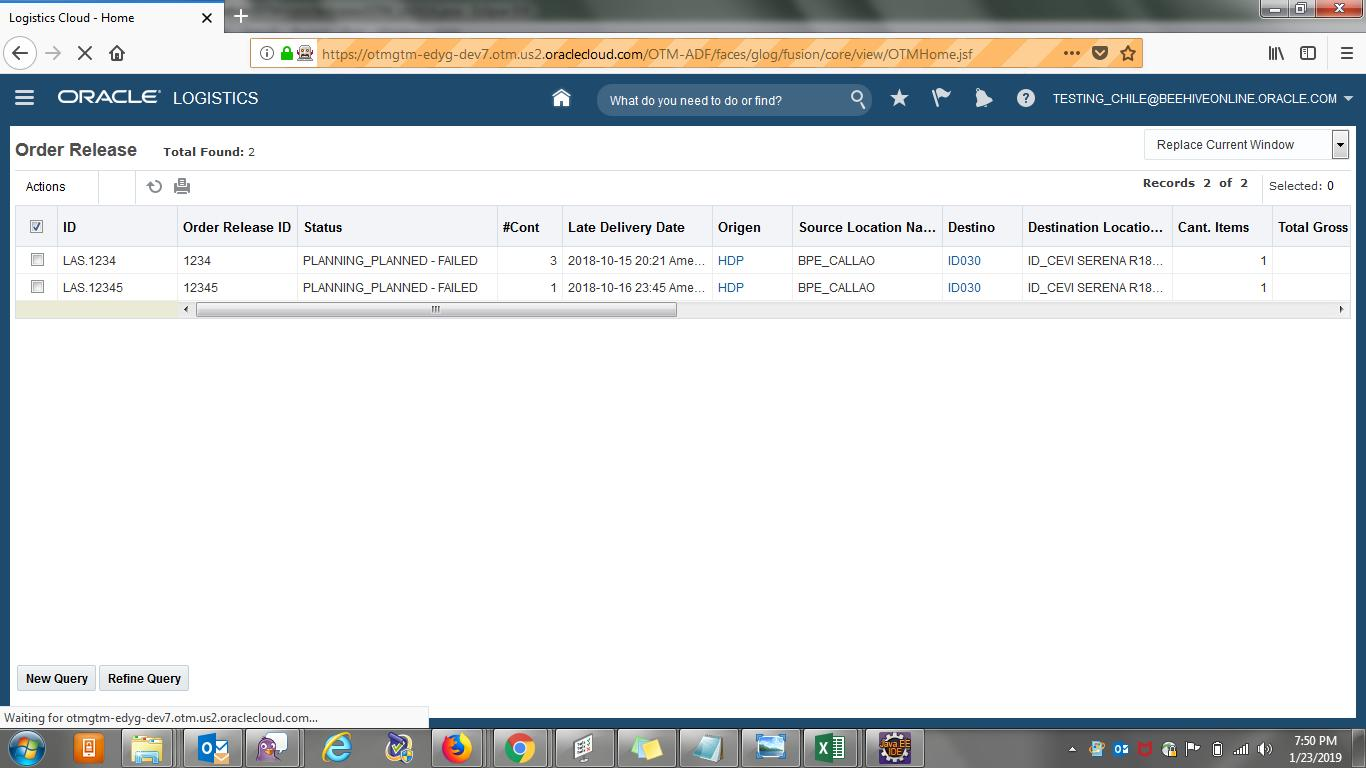 Logistics Cloud - Home
https://otmgtm-edyg-dev7.otm.us2.oraclecloud.com/OTM-ADF/faces/glog/fusion/core/view/OTMHome.jsf
ORACLE LOGISTICS What do you need to do or find? TESTING_CHILE@BEEHIVEONLINE.ORACLE.COM
Order Release Total Found: 2 Replace Current Window
Actions Records 2 of 2 Selected: 0
ID Order Release ID Status #Cont Late Delivery Date Origen Source Location Na... Destino Destination Locatio... Cant. Items Total Gross
LAS.1234 1234 PLANNING_PLANNED - FAILED 3 2018-10-15 20:21 Ame... HDP BPE_CALLAO ID030 ID_CEVI SERENA R18... 1
LAS.12345 12345 PLANNING_PLANNED - FAILED 1 2018-10-16 23:45 Ame... HDP BPE_CALLAO ID030 ID_CEVI SERENA R18... 1
New Query Refine Query
Waiting for otmgtm-edyg-dev7.otm.us2.oraclecloud.com...
Java EE IDE
7:50 PM
1/23/2019